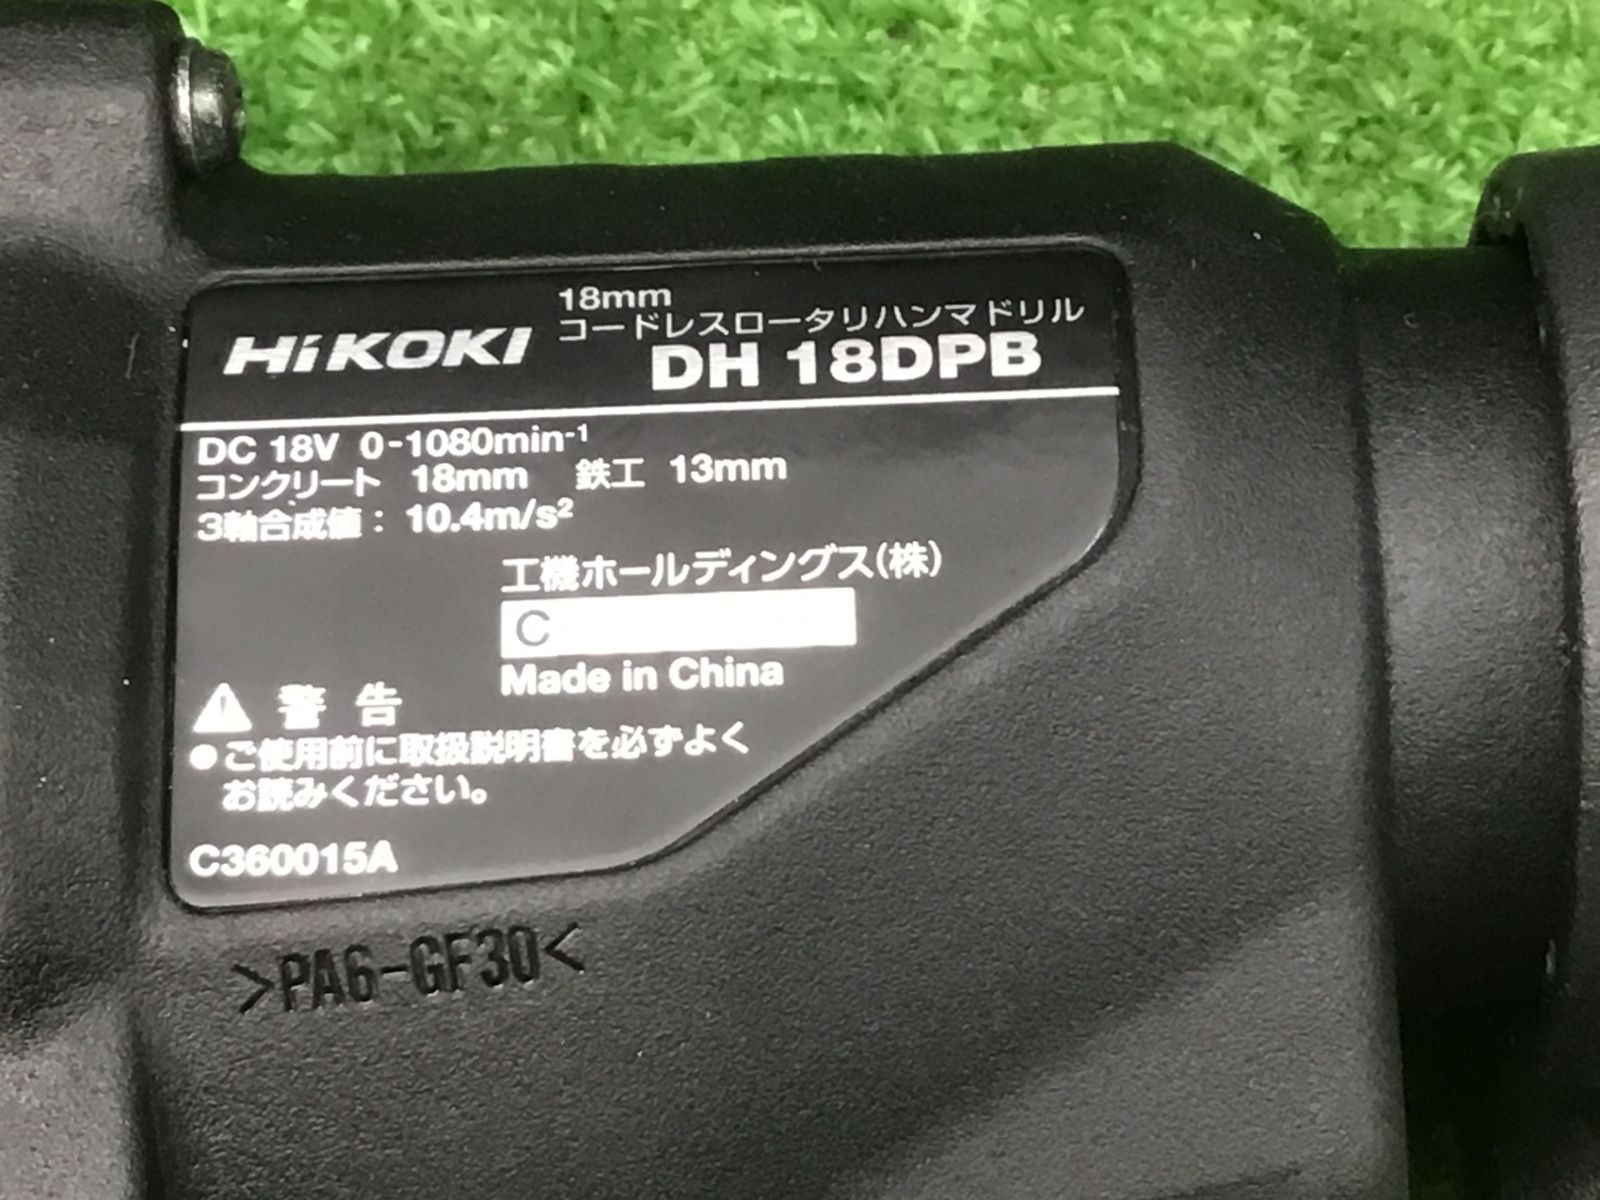 18mm
コードレスロータリハンマドリル
HiKOKI DH 18DPB
DC 18V 0-1080min⁻¹
コンクリート 18mm 鉄工 13mm
3軸合成値: 10.4m/s²
工機ホールディングス(株)
C
Made in China
警告
●ご使用前に取扱説明書を必ずよく
お読みください。
C360015A
>PA6-GF30<